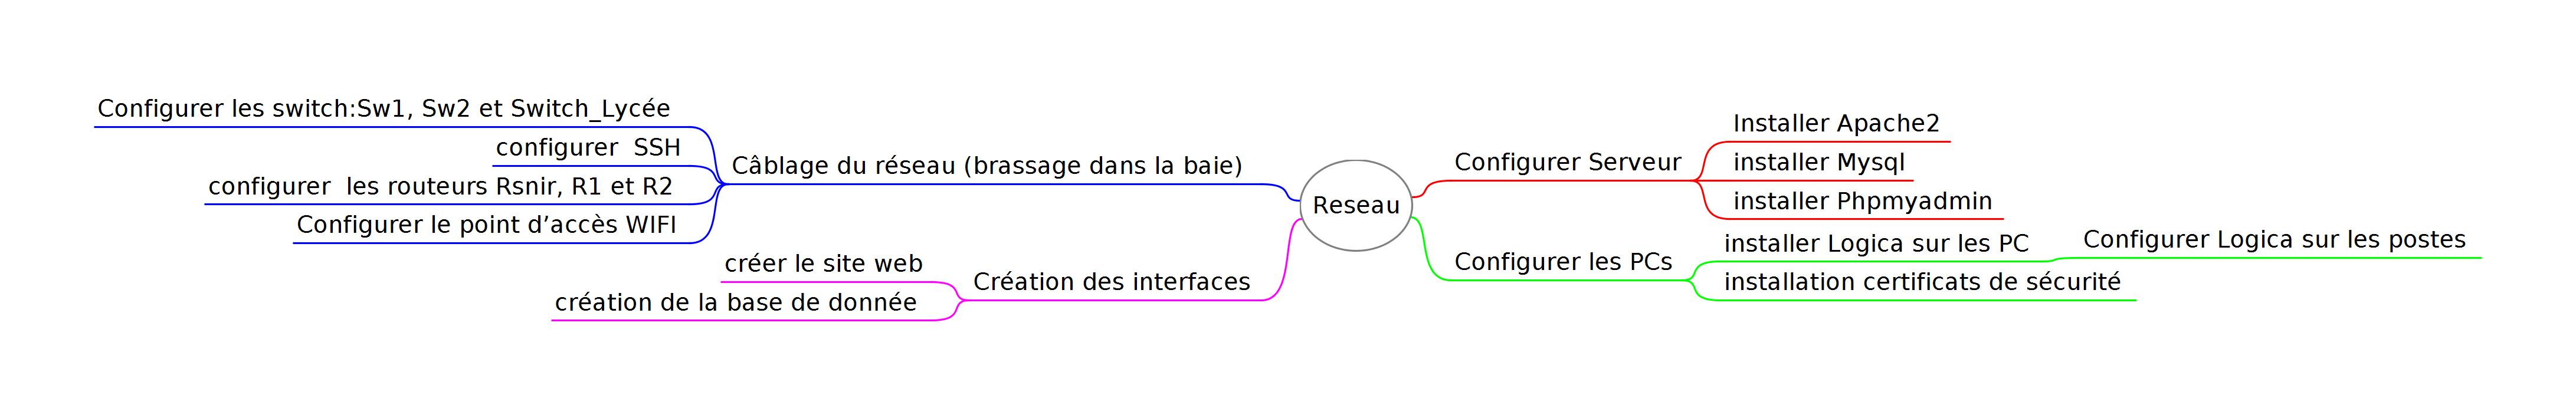 Configurer les switch:Sw1, Sw2 et Switch_Lycée
configurer  SSH
configurer  les routeurs Rsnir, R1 et R2
Configurer le point d’accès WIFI
Câblage du réseau (brassage dans la baie)
créer le site web
création de la base de donnée
Création des interfaces
Reseau
Configurer Serveur
Installer Apache2
installer Mysql
installer Phpmyadmin
Configurer les PCs
installer Logica sur les PC
Configurer Logica sur les postes
installation certificats de sécurité